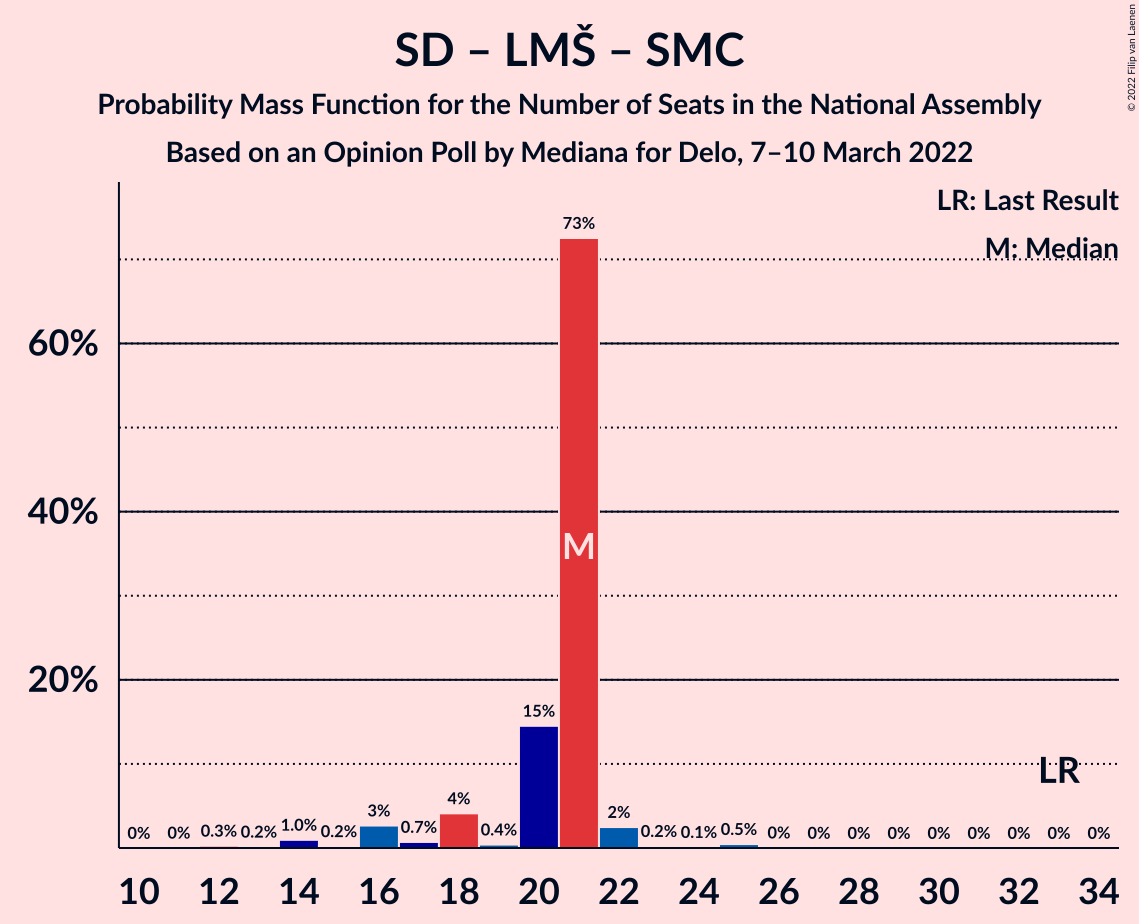 SD – LMŠ – SMC
Probability Mass Function for the Number of Seats in the National Assembly
Based on an Opinion Poll by Mediana for Delo, 7–10 March 2022
© 2022 Filip van Laenen
LR: Last Result
M: Median
60%
40%
20%
0% 0% 0.3% 0.2% 1.0% 0.2% 3% 0.7% 4% 0.4% 15% 73% 2% 0.2% 0.1% 0.5% 0% 0% 0% 0% 0% 0% 0% 0% 0%
M
LR
10 12 14 16 18 20 22 24 26 28 30 32 34